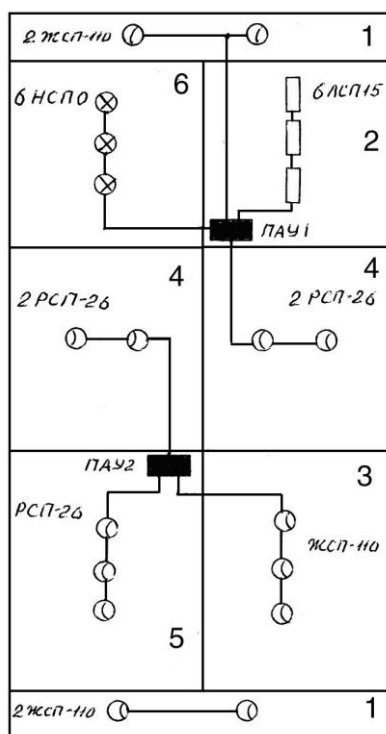 2 ЖСП-110
1
6 НСПО
6
6 ЛСП15
2
ПАУ1
4
2 РСП-26
4
2 РСП-26
ПАУ2
3
РСП-26
ЖСП-110
5
2 ЖСП-110
1